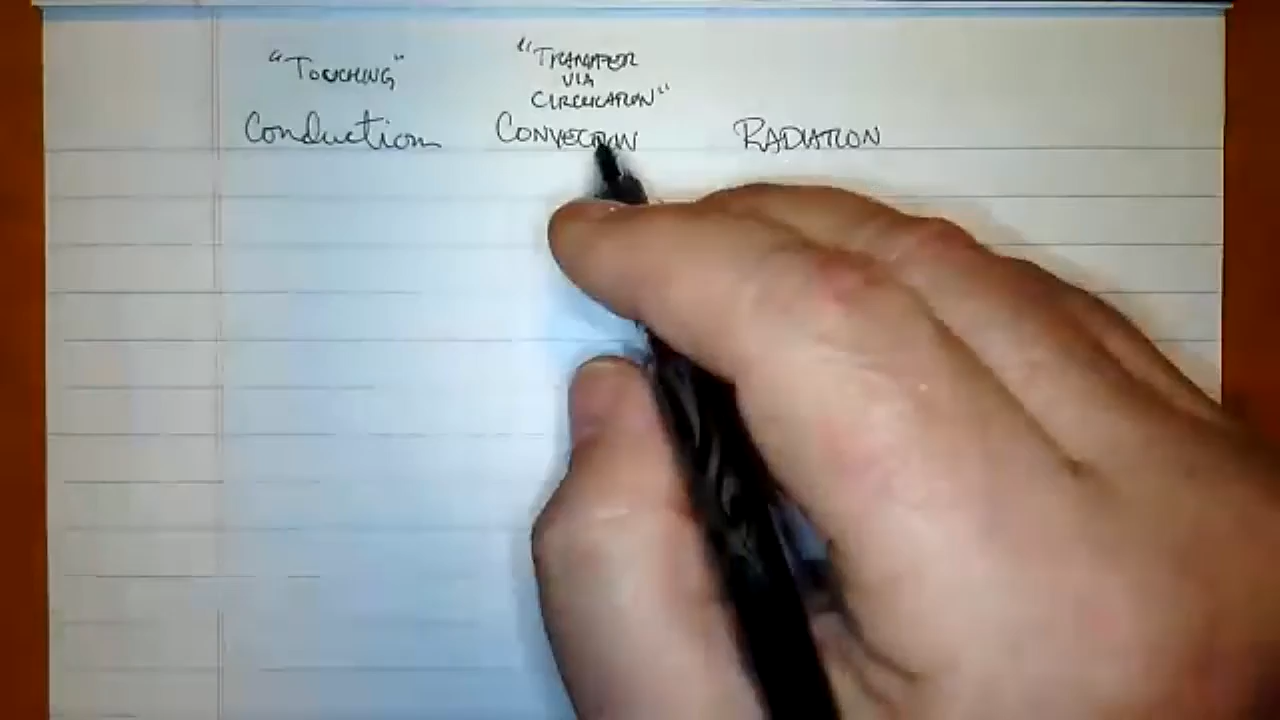 "TOUCHING"
"TRANSFER
VIA
CIRCULATION"
Conduction
CONVECTION
RADIATION